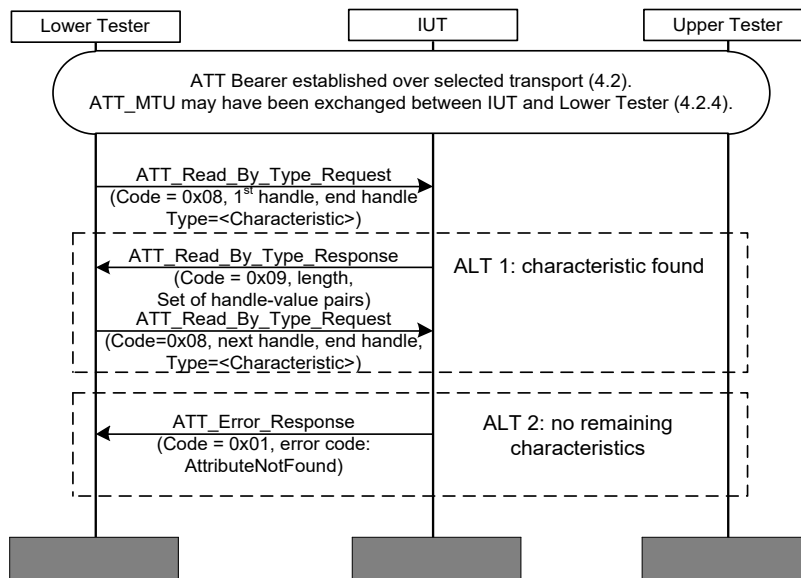 Lower Tester
IUT
Upper Tester
ATT Bearer established over selected transport (4.2).
ATT_MTU may have been exchanged between IUT and Lower Tester (4.2.4).
ATT_Read_By_Type_Request
(Code = 0x08, 1st handle, end handle
Type=<Characteristic>)
ATT_Read_By_Type_Response
(Code = 0x09, length,
Set of handle-value pairs)
ALT 1: characteristic found
ATT_Read_By_Type_Request
(Code=0x08, next handle, end handle,
Type=<Characteristic>)
ATT_Error_Response
(Code = 0x01, error code:
AttributeNotFound)
ALT 2: no remaining
characteristics